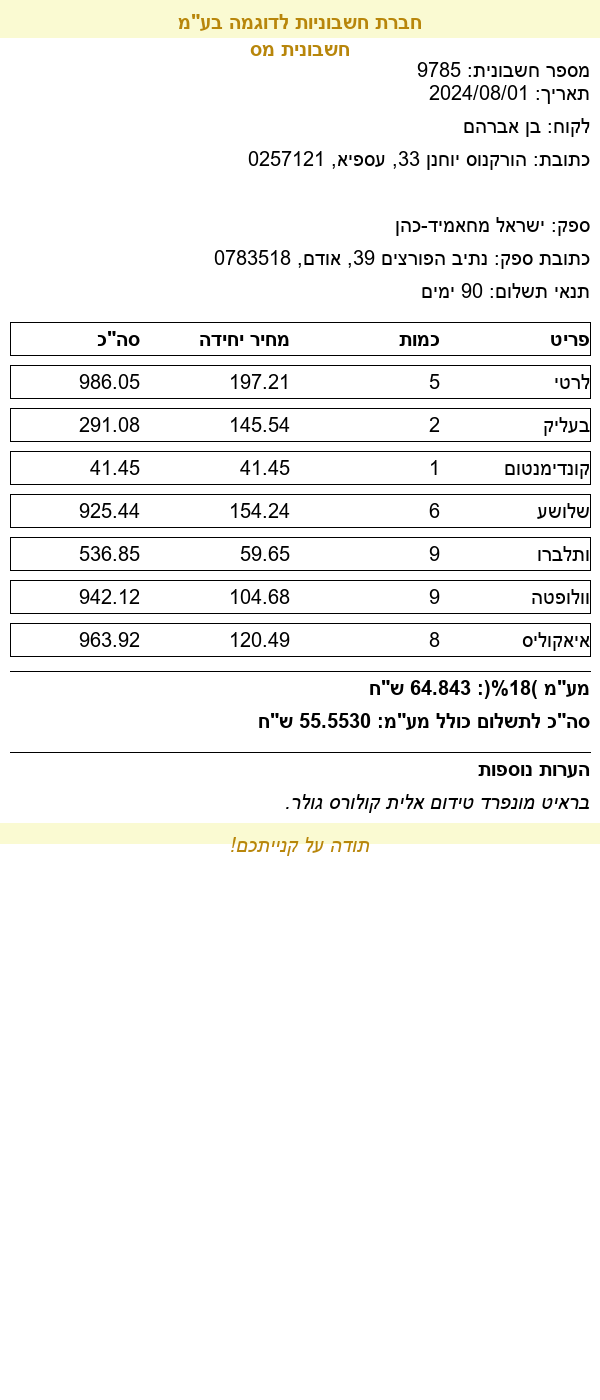 חברת חשבוניות לדוגמה בע"מ
חשבונית מס
מספר חשבונית: 9785
תאריך: 2024/08/01
לקוח: בן אברהם
כתובת: הורקנוס יוחנן 33, עספיא, 0257121
ספק: ישראל מחאמיד-כהן
כתובת ספק: נתיב הפורצים 39, אודם, 0783518
תנאי תשלום: 90 ימים
פריט כמות מחיר יחידה סה"כ
לרטי 5 197.21 986.05
בעליק 2 145.54 291.08
קונדימנטום 1 41.45 41.45
שלושע 6 154.24 925.44
ותלברו 9 59.65 536.85
וולופטה 9 104.68 942.12
איאקוליס 8 120.49 963.92
מע"מ )18%(: 64.843 ש"ח
סה"כ לתשלום כולל מע"מ: 55.5530 ש"ח
הערות נוספות
בראיט מונפרד טידום אלית קולורס גולר.
תודה על קנייתכם!